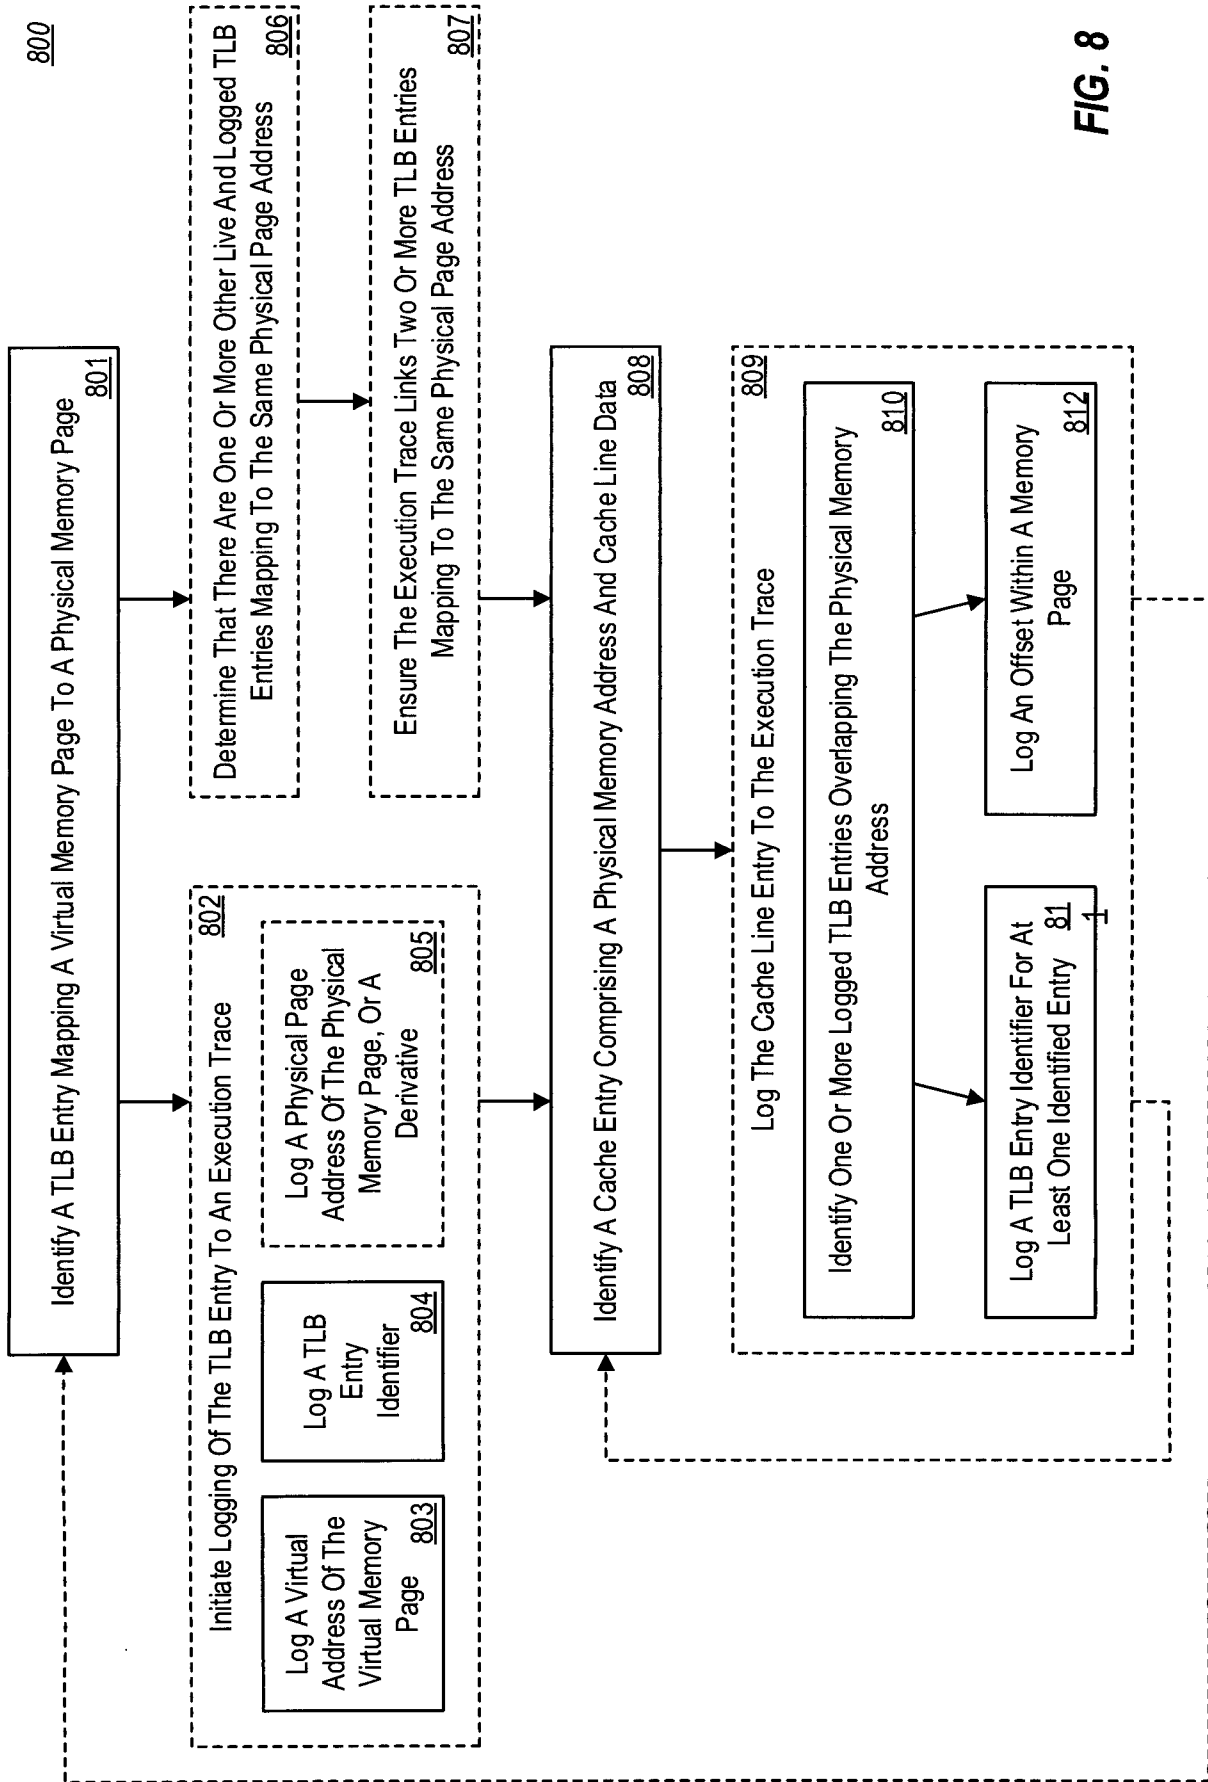 800
Identify A TLB Entry Mapping A Virtual Memory Page To A Physical Memory Page
801
Initiate Logging Of The TLB Entry To An Execution Trace
802
Log A Virtual
Address Of The
Virtual Memory
Page
803
Log A TLB
Entry
Identifier
804
Log A Physical Page
Address Of The Physical
Memory Page, Or A
Derivative
805
Determine That There Are One Or More Other Live And Logged TLB
Entries Mapping To The Same Physical Page Address
806
Ensure The Execution Trace Links Two Or More TLB Entries
Mapping To The Same Physical Page Address
807
Identify A Cache Entry Comprising A Physical Memory Address And Cache Line Data
808
Log The Cache Line Entry To The Execution Trace
809
Identify One Or More Logged TLB Entries Overlapping The Physical Memory
Address
810
Log A TLB Entry Identifier For At
Least One Identified Entry
81
1
Log An Offset Within A Memory
Page
812
FIG. 8